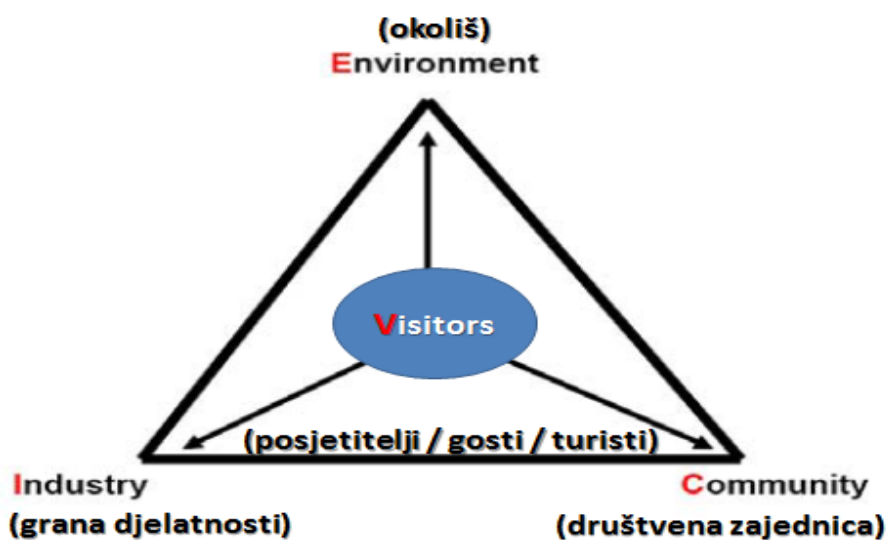 (okoliš)
Environment
Visitors
(posjetitelji / gosti / turisti)
Industry
Community
(grana djelatnosti)
(društvena zajednica)